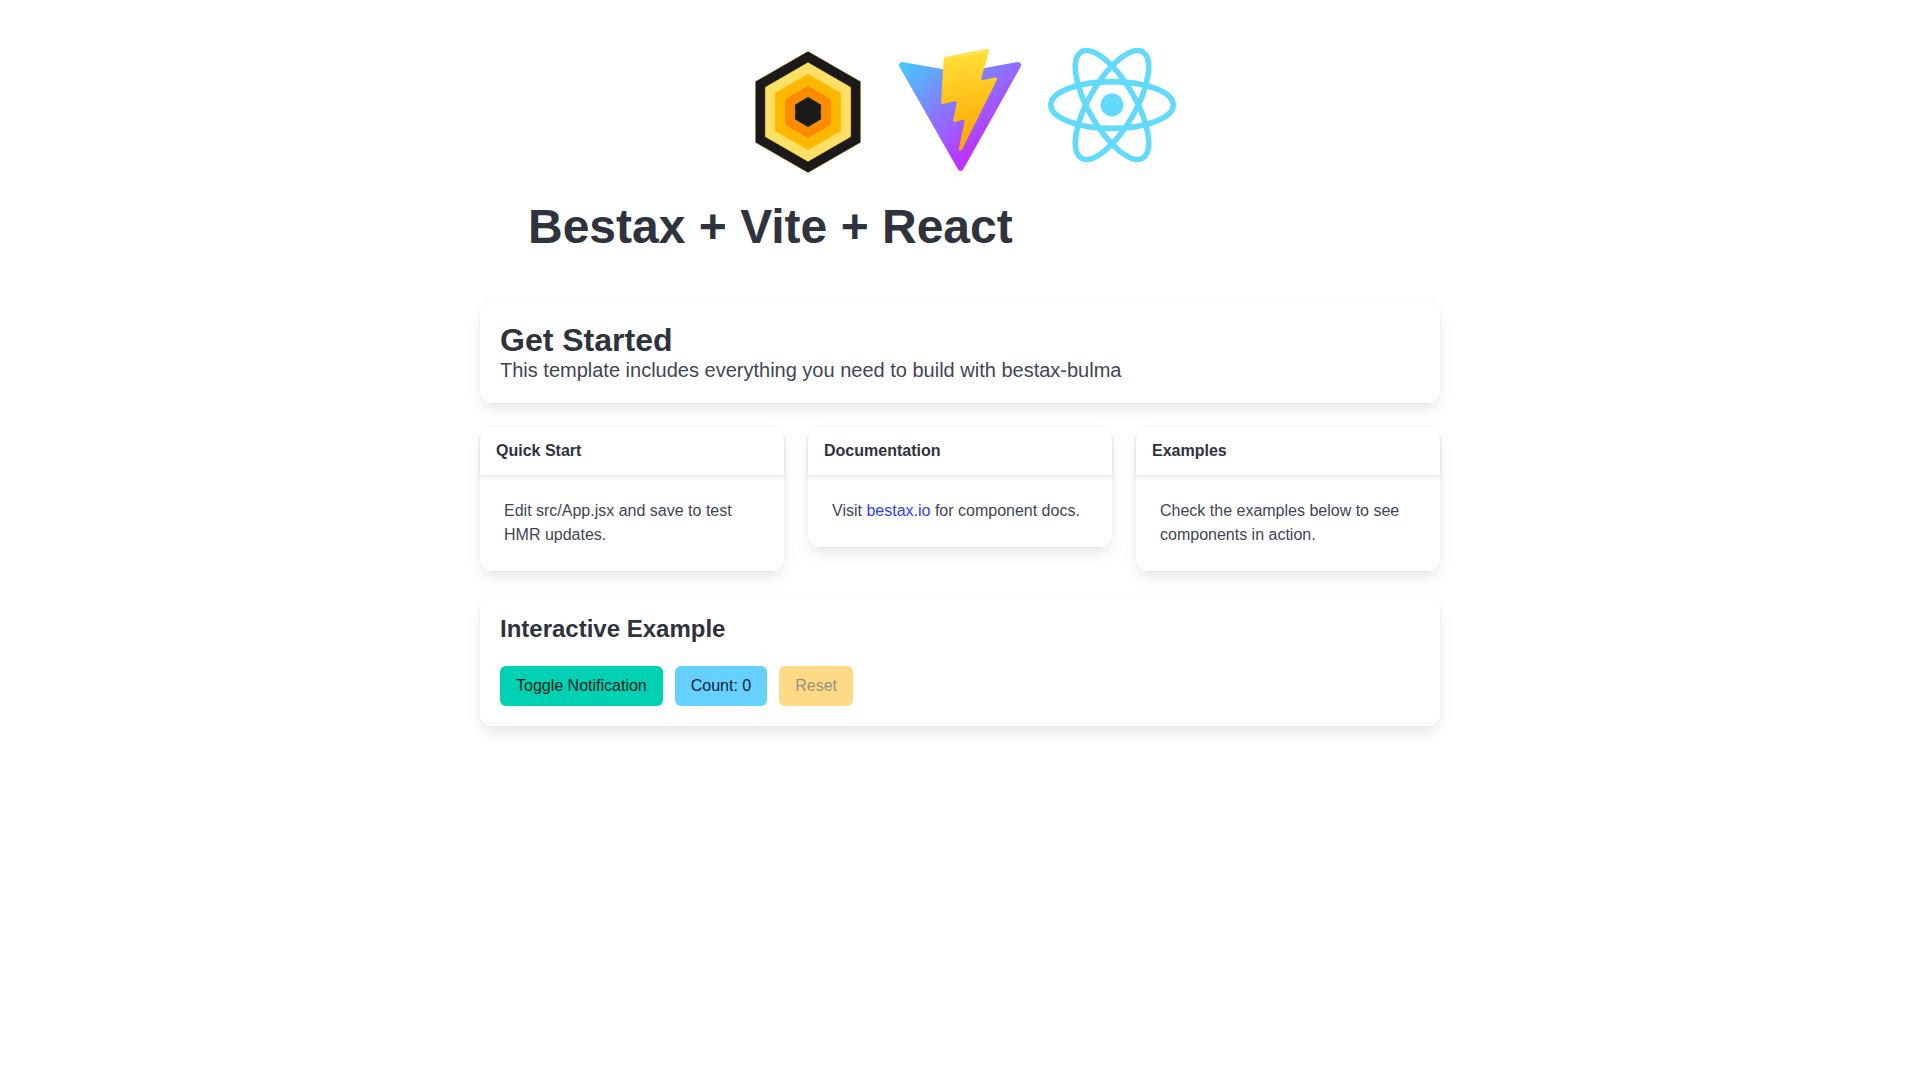 Bestax + Vite + React
Get Started
This template includes everything you need to build with bestax-bulma
Quick Start
Edit src/App.jsx and save to test
HMR updates.
Documentation
Visit bestax.io for component docs.
Examples
Check the examples below to see
components in action.
Interactive Example
Toggle Notification
Count: 0
Reset